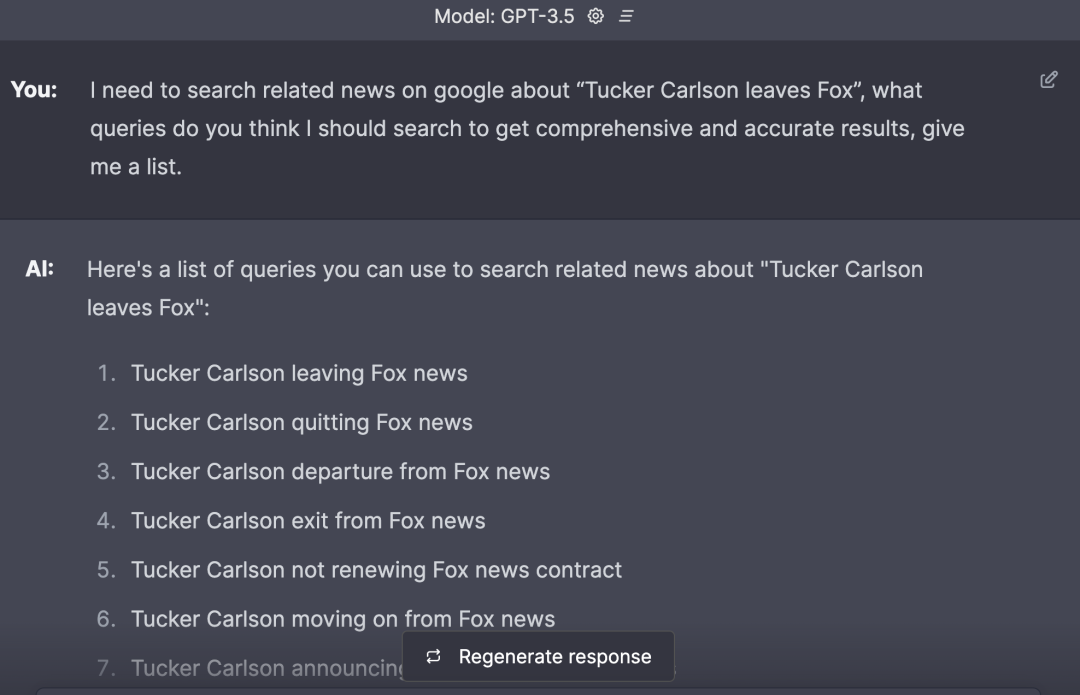 Model: GPT-3.5
You: I need to search related news on google about “Tucker Carlson leaves Fox”, what
queries do you think I should search to get comprehensive and accurate results, give
me a list.
AI: Here's a list of queries you can use to search related news about "Tucker Carlson
leaves Fox":
1. Tucker Carlson leaving Fox news
2. Tucker Carlson quitting Fox news
3. Tucker Carlson departure from Fox news
4. Tucker Carlson exit from Fox news
5. Tucker Carlson not renewing Fox news contract
6. Tucker Carlson moving on from Fox news
7. Tucker Carlson announcing
Regenerate response